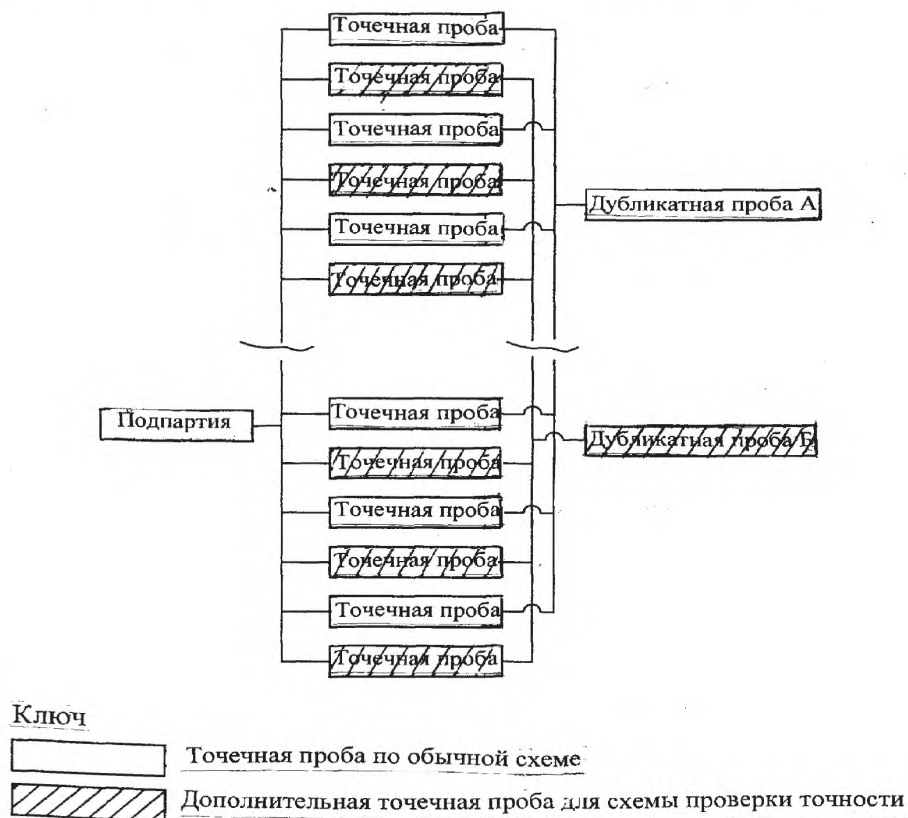 Точечная проба
Точечная проба
Точечная проба
Точечная проба
Дубликатная проба А
Точечная проба
Точечная проба
Точечная проба
Подпартия
Дубликатная проба Б
Точечная проба
Точечная проба
Точечная проба
Точечная проба
Точечная проба
Ключ
Точечная проба по обычной схеме
Дополнительная точечная проба для схемы проверки точности